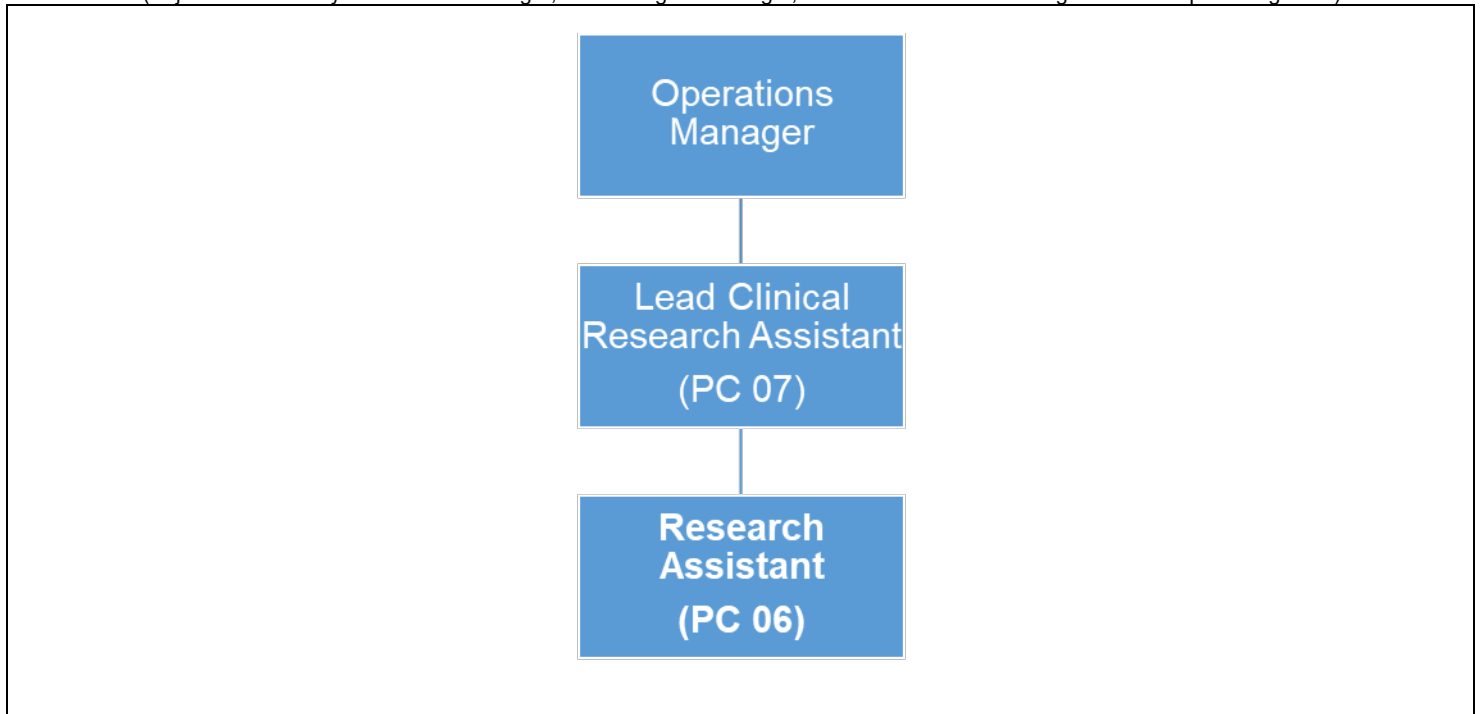 Operations
Manager
Lead Clinical
Research Assistant
(PC 07)
Research
Assistant
(PC 06)